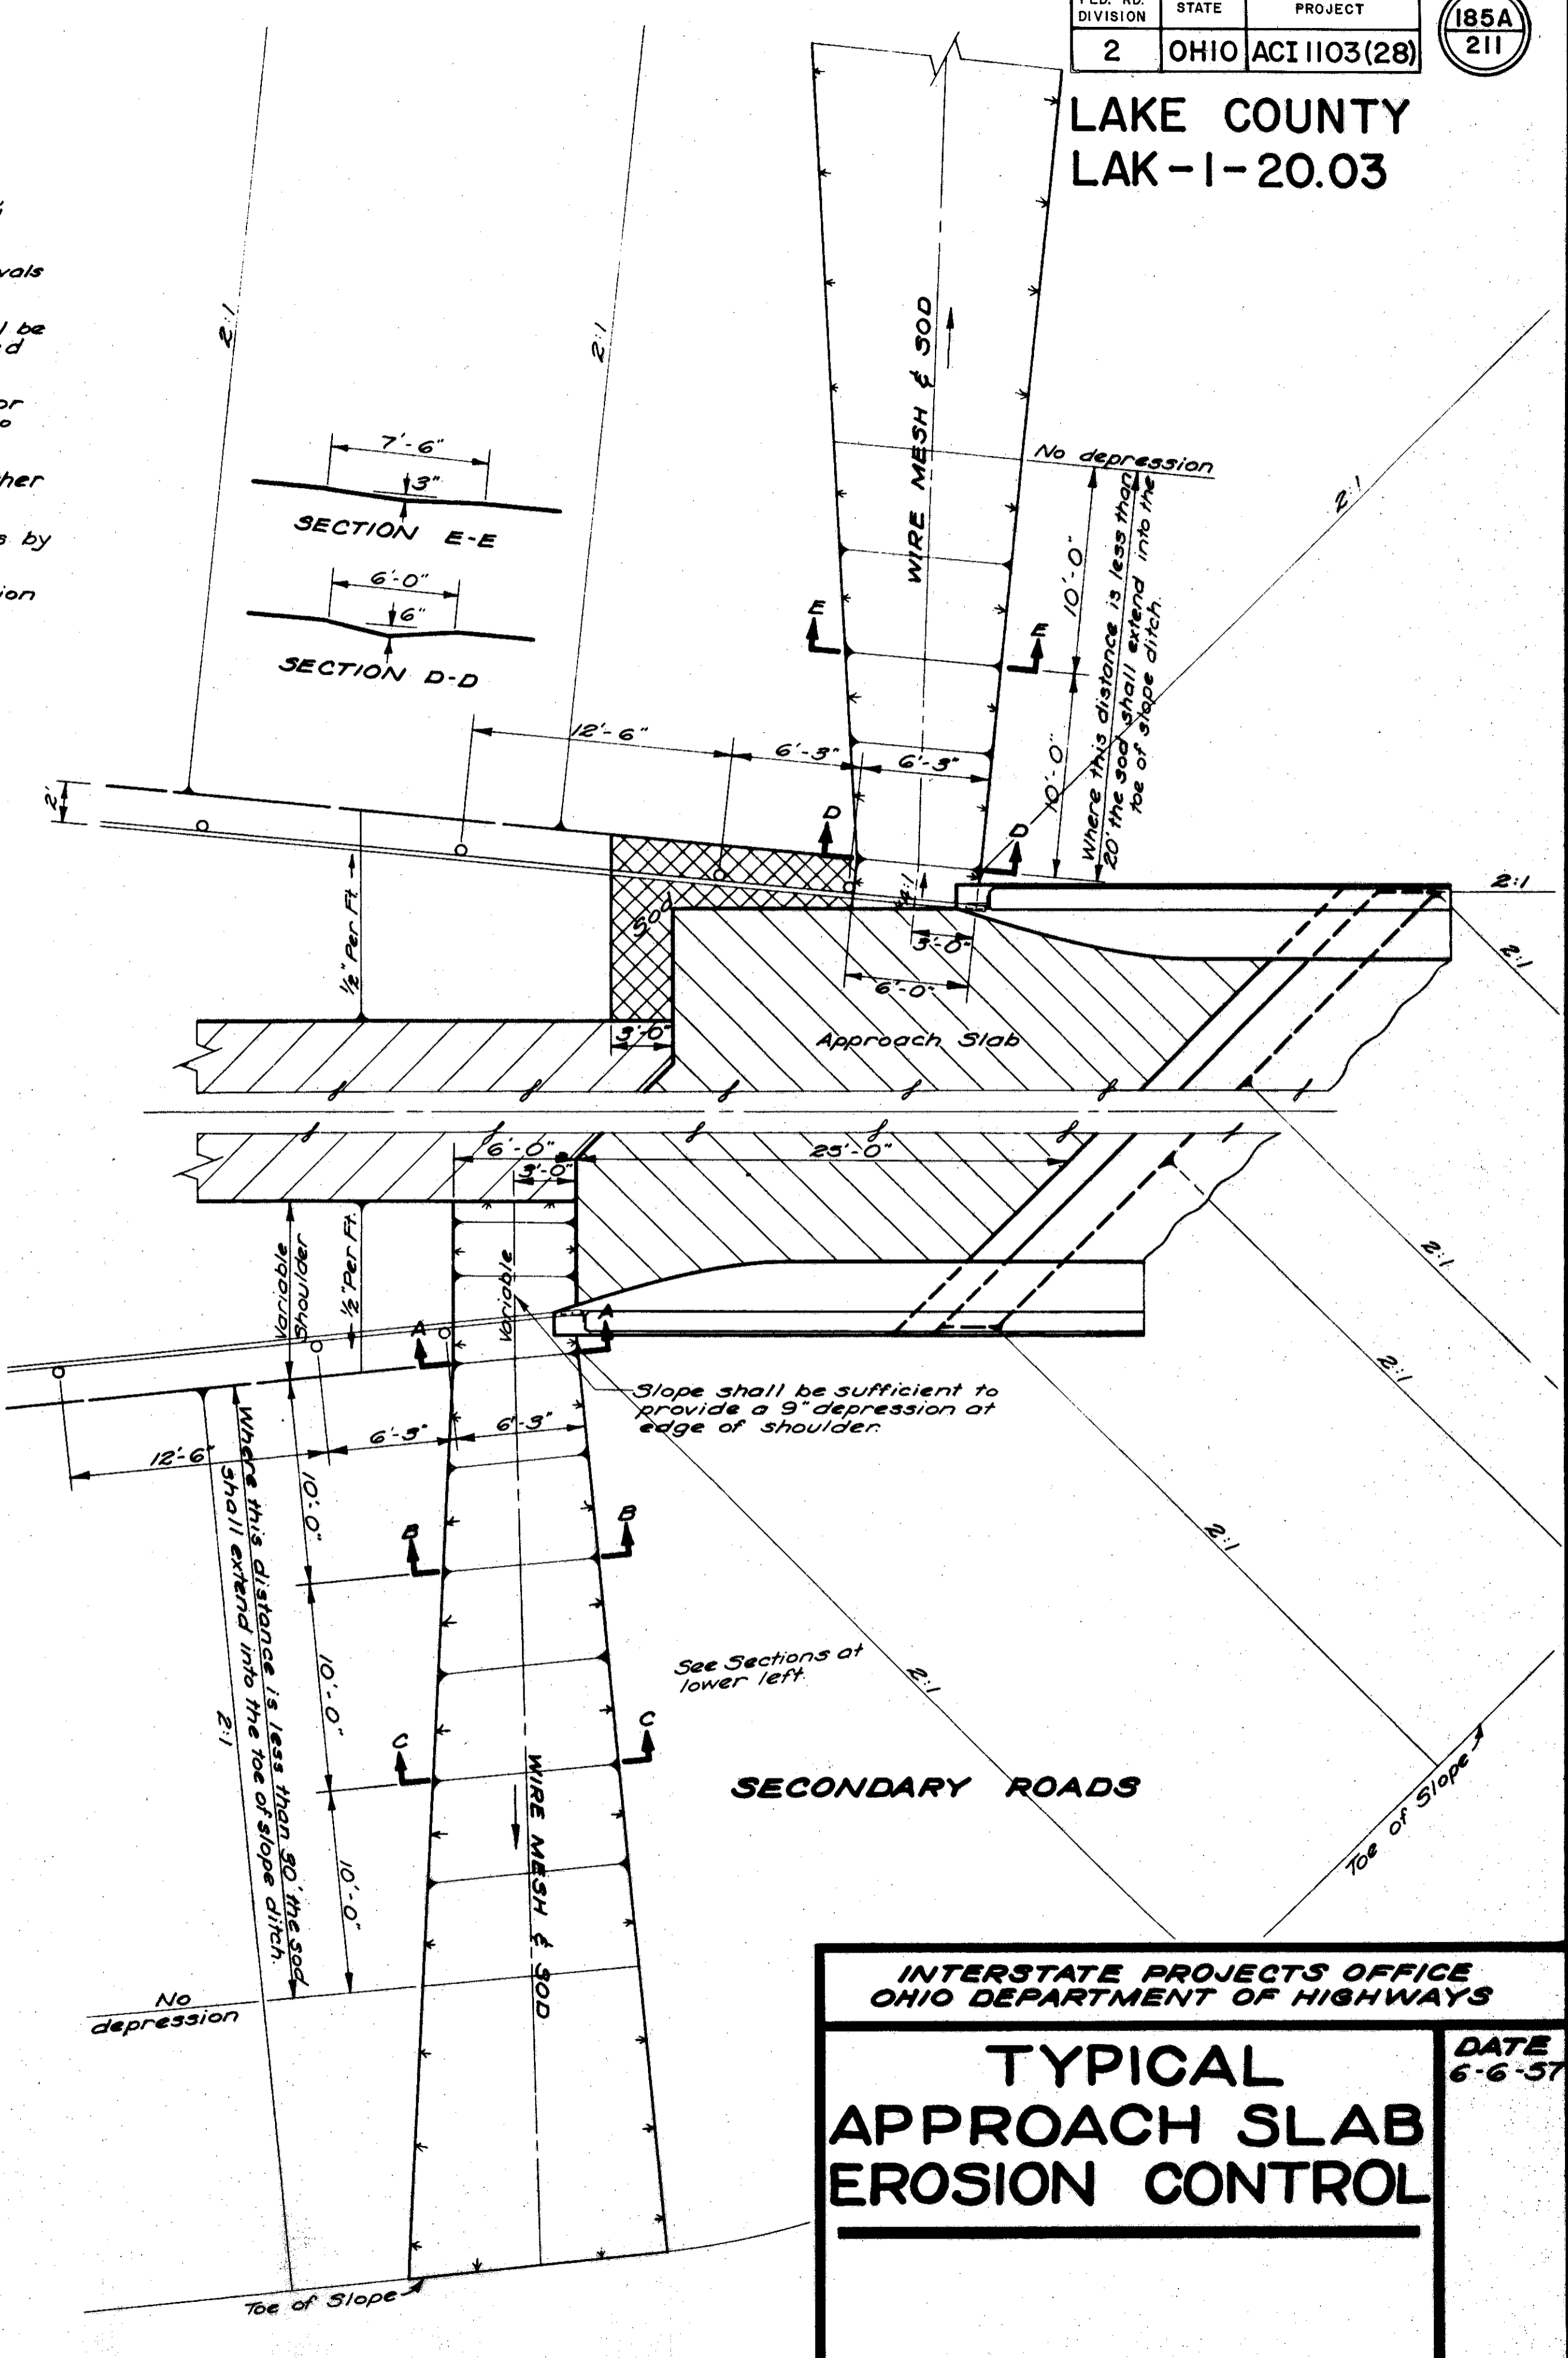 FED. RD. DIVISION
STATE
PROJECT
2
OHIO
ACI 1103(28)
185A
211
LAKE COUNTY
LAK-1-20.03
be
by
2:1
2:1
7'-6"
3"
SECTION E-E
6'-0"
6"
SECTION D-D
WIRE MESH & SOD
No depression
2:1
10'-0"
10'-0"
Where this distance is less than
20' the sod shall extend into the
toe of slope ditch.
E
E
12'-6"
6'-3"
6'-3"
D
D
2'
½" Per Ft.
Sod
4:1
3'-0"
6'-0"
2:1
2:1
3'-0"
Approach Slab
6'-0"
3'-0"
25'-0"
Variable
Shoulder
½" Per Ft.
Variable
A
A
2:1
2:1
Slope shall be sufficient to
provide a 9" depression at
edge of shoulder.
12'-6"
6'-3"
6'-3"
10'-0"
10'-0"
10'-0"
Where this distance is less than 30' the sod
shall extend into the toe of slope ditch.
2:1
B
B
C
C
2:1
See Sections at
lower left.
2:1
WIRE MESH & SOD
SECONDARY ROADS
Toe of Slope
No
depression
Toe of Slope
INTERSTATE PROJECTS OFFICE
OHIO DEPARTMENT OF HIGHWAYS
TYPICAL
APPROACH SLAB
EROSION CONTROL
DATE
6-6-57